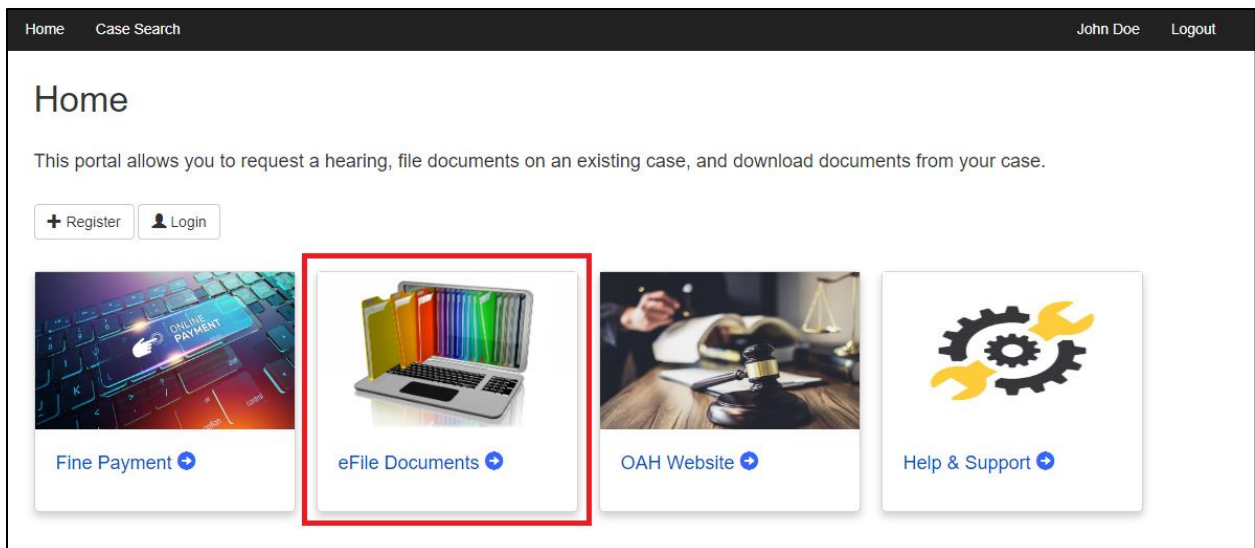 Home Case Search John Doe Logout
Home
This portal allows you to request a hearing, file documents on an existing case, and download documents from your case.
Register Login
ONLINE
PAYMENT
Fine Payment eFile Documents OAH Website Help & Support